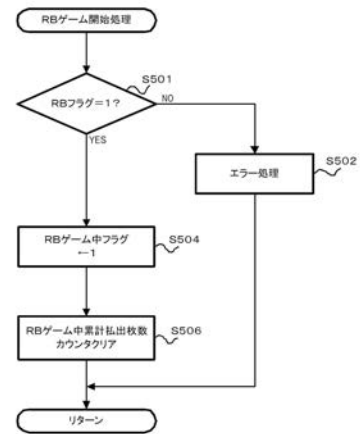 RBゲーム開始処理
S501
RBフラグ=1?
NO
YES
S502
エラー処理
RBゲーム中フラグ
←1
S504
RBゲーム中累計払出枚数
カウンタクリア
S506
リターン